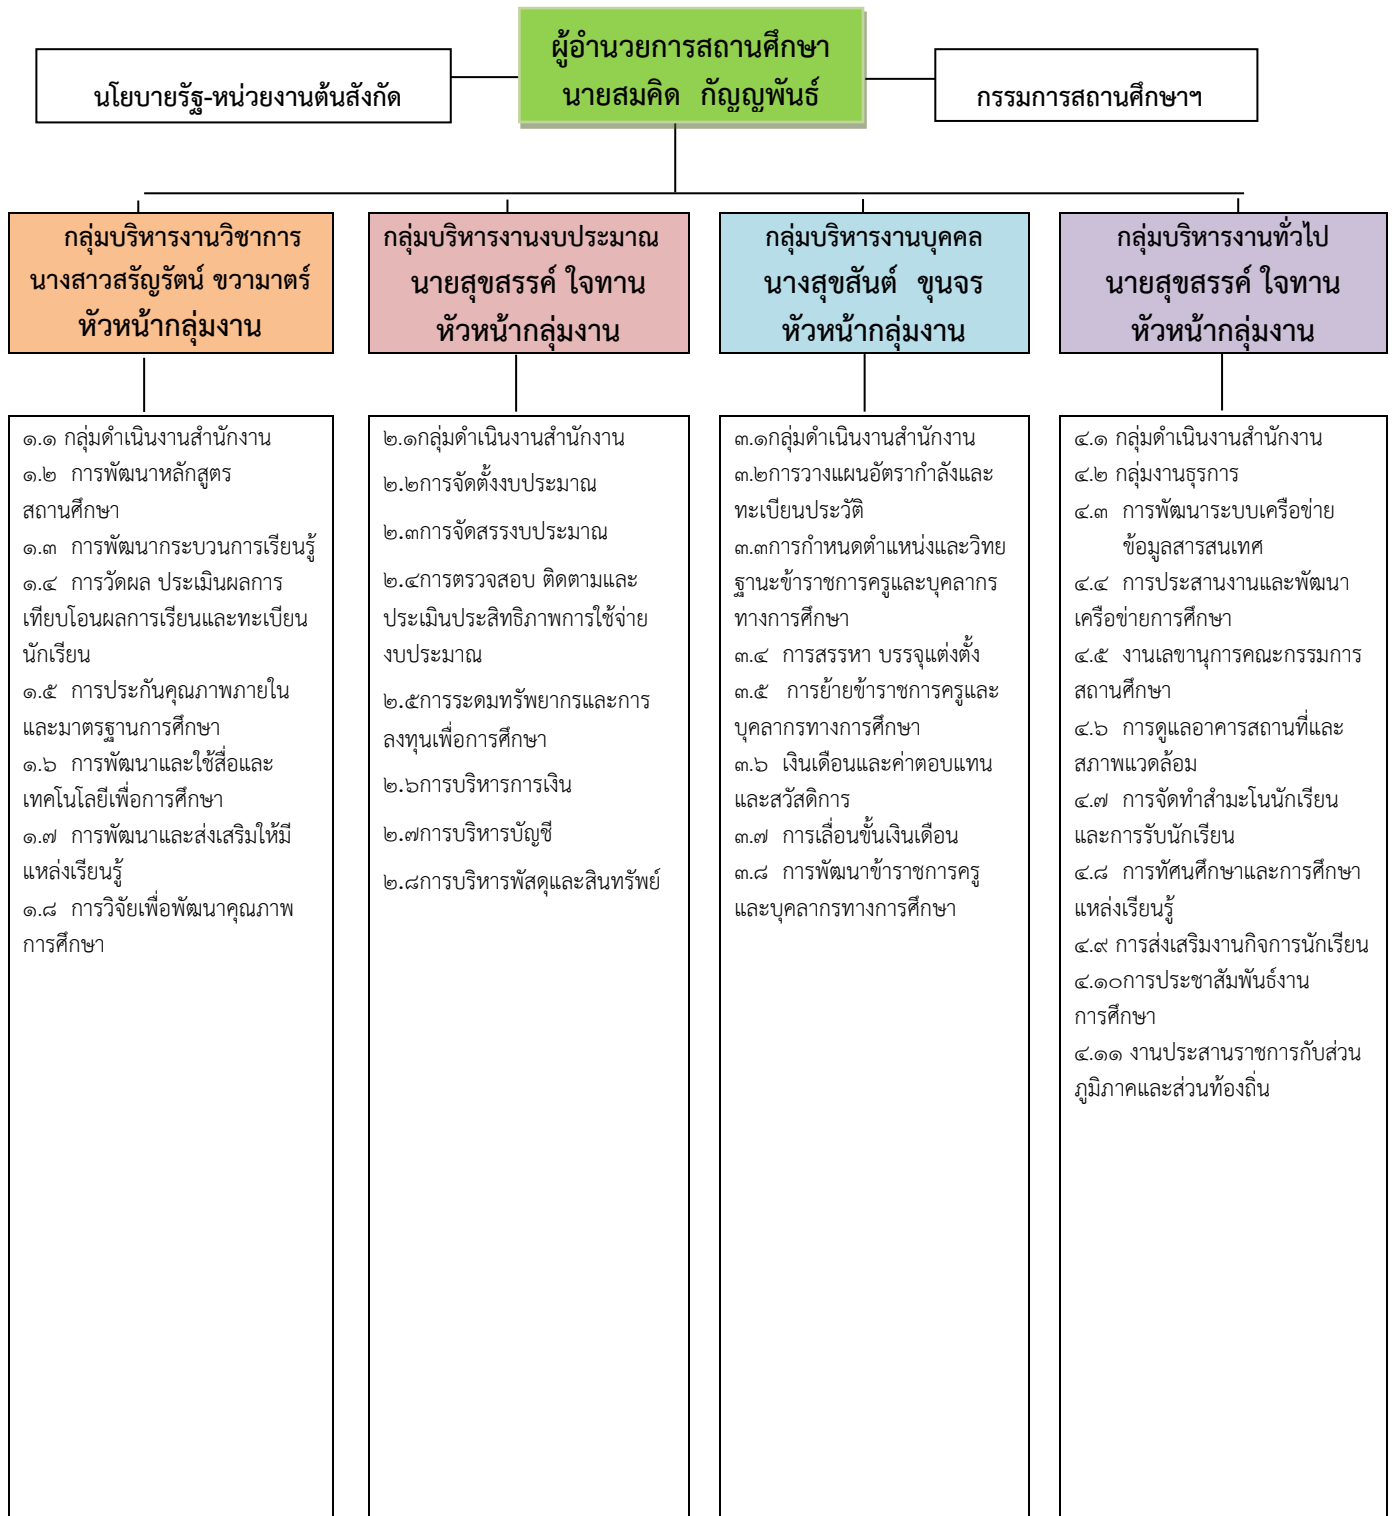 ผู้อำนวยการสถานศึกษา
นายสมคิด  กัญญพันธ์
นโยบายรัฐ-หน่วยงานต้นสังกัด
กรรมการสถานศึกษาฯ
กลุ่มบริหารงานวิชาการ
นางสาวสรัญรัตน์ ขวามาตร์
หัวหน้ากลุ่มงาน
กลุ่มบริหารงานงบประมาณ
นายสุขสรรค์ ใจทาน
หัวหน้ากลุ่มงาน
กลุ่มบริหารงานบุคคล
นางสุขสันต์  ขุนจร
หัวหน้ากลุ่มงาน
กลุ่มบริหารงานทั่วไป
นายสุขสรรค์ ใจทาน
หัวหน้ากลุ่มงาน
๑.๑ กลุ่มดำเนินงานสำนักงาน
๑.๒  การพัฒนาหลักสูตร
สถานศึกษา
๑.๓  การพัฒนากระบวนการเรียนรู้
๑.๔  การวัดผล ประเมินผลการ
เทียบโอนผลการเรียนและทะเบียน
นักเรียน
๑.๕  การประกันคุณภาพภายใน
และมาตรฐานการศึกษา
๑.๖  การพัฒนาและใช้สื่อและ
เทคโนโลยีเพื่อการศึกษา
๑.๗  การพัฒนาและส่งเสริมให้มี
แหล่งเรียนรู้
๑.๘  การวิจัยเพื่อพัฒนาคุณภาพ
การศึกษา
๒.๑กลุ่มดำเนินงานสำนักงาน
๒.๒การจัดตั้งงบประมาณ
๒.๓การจัดสรรงบประมาณ
๒.๔การตรวจสอบ ติดตามและ
ประเมินประสิทธิภาพการใช้จ่าย
งบประมาณ
๒.๕การระดมทรัพยากรและการ
ลงทุนเพื่อการศึกษา
๒.๖การบริหารการเงิน
๒.๗การบริหารบัญชี
๒.๘การบริหารพัสดุและสินทรัพย์
๓.๑กลุ่มดำเนินงานสำนักงาน
๓.๒การวางแผนอัตรากำลังและ
ทะเบียนประวัติ
๓.๓การกำหนดตำแหน่งและวิทย
ฐานะข้าราชการครูและบุคลากร
ทางการศึกษา
๓.๔  การสรรหา บรรจุแต่งตั้ง
๓.๕   การย้ายข้าราชการครูและ
บุคลากรทางการศึกษา
๓.๖  เงินเดือนและค่าตอบแทน
และสวัสดิการ
๓.๗  การเลื่อนขั้นเงินเดือน
๓.๘  การพัฒนาข้าราชการครู
และบุคลากรทางการศึกษา
๔.๑ กลุ่มดำเนินงานสำนักงาน
๔.๒ กลุ่มงานธุรการ
๔.๓  การพัฒนาระบบเครือข่าย
ข้อมูลสารสนเทศ
๔.๔  การประสานงานและพัฒนา
เครือข่ายการศึกษา
๔.๕  งานเลขานุการคณะกรรมการ
สถานศึกษา
๔.๖  การดูแลอาคารสถานที่และ
สภาพแวดล้อม
๔.๗  การจัดทำสำมะโนนักเรียน
และการรับนักเรียน
๔.๘  การทัศนศึกษาและการศึกษา
แหล่งเรียนรู้
๔.๙ การส่งเสริมงานกิจการนักเรียน
๔.๑๐การประชาสัมพันธ์งาน
การศึกษา
๔.๑๑ งานประสานราชการกับส่วน
ภูมิภาคและส่วนท้องถิ่น